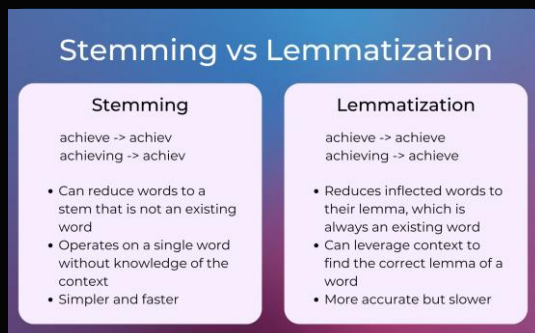 Stemming vs Lemmatization
Stemming
achieve -> achiev
achieving -> achiev
• Can reduce words to a
stem that is not an existing
word
• Operates on a single word
without knowledge of the
context
• Simpler and faster
Lemmatization
achieve -> achieve
achieving -> achieve
• Reduces inflected words to
their lemma, which is
always an existing word
• Can leverage context to
find the correct lemma of a
word
• More accurate but slower